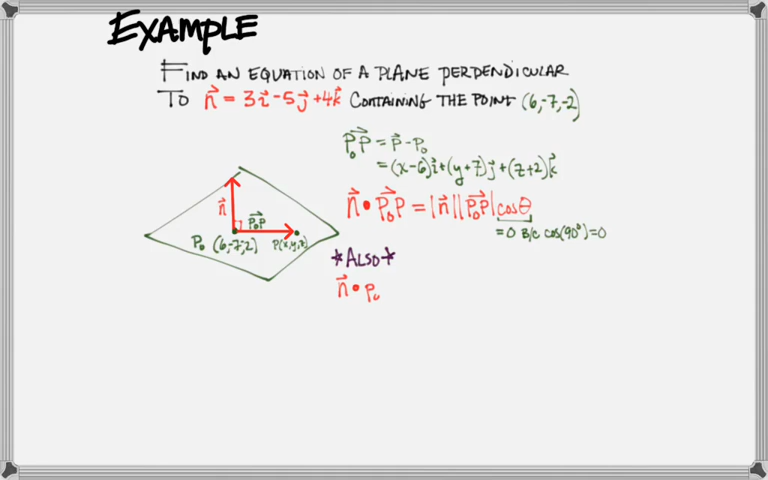 EXAMPLE
FIND AN EQUATION OF A PLANE PERPENDICULAR
TO n⃗ = 3i⃗ - 5j⃗ + 4k⃗ CONTAINING THE POINT (6,-7,-2)
P₀P⃗ = P⃗ - P₀
= (x-6)i⃗ + (y+7)j⃗ + (z+2)k⃗
n⃗ • P₀P⃗ = |n⃗||P₀P⃗|cosθ
= 0 B/C cos(90°) = 0
n⃗
P₀P⃗
P₀ (6,-7,-2) P(x,y,z)
*ALSO*
n⃗ • P₀